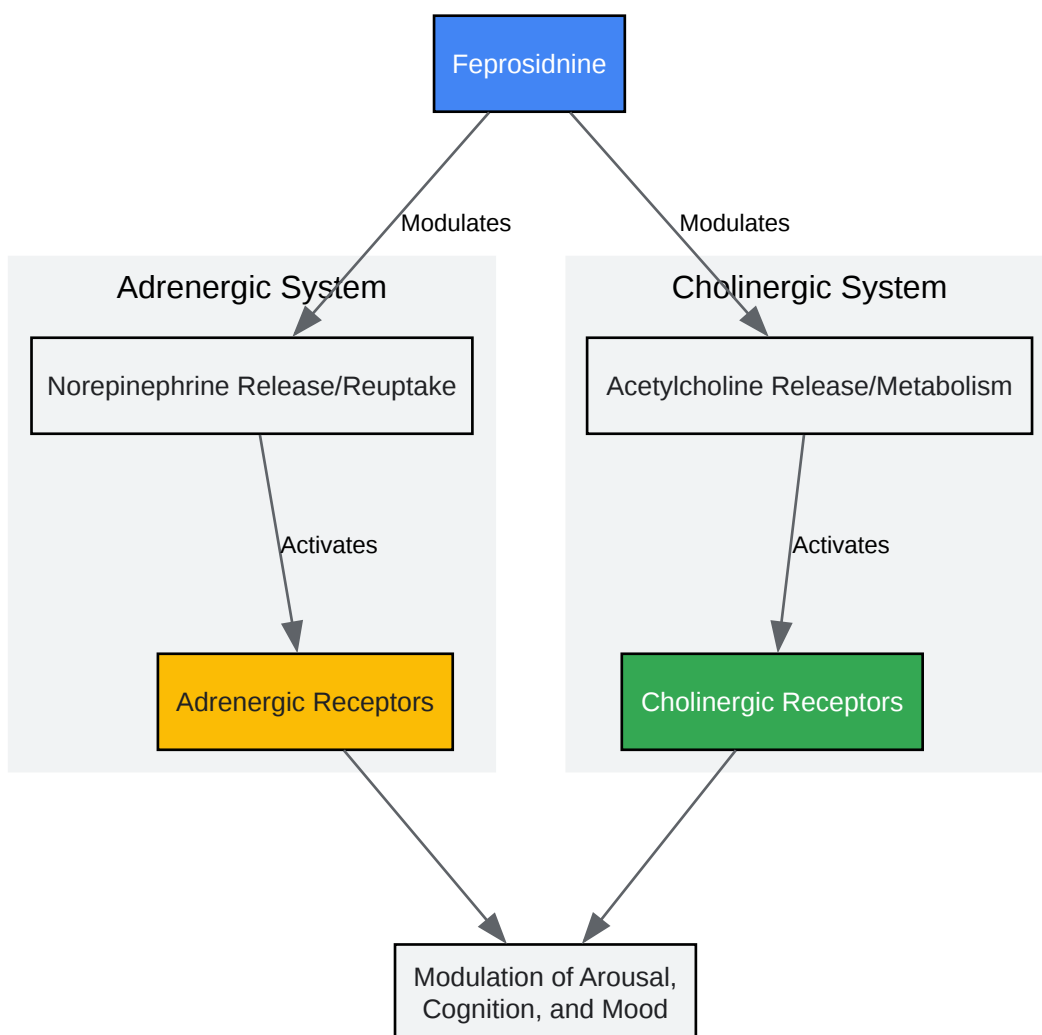 Feprosidnine
Modulates
Modulates
Adrenergic System
Cholinergic System
Norepinephrine Release/Reuptake
Acetylcholine Release/Metabolism
Activates
Activates
Adrenergic Receptors
Cholinergic Receptors
Modulation of Arousal,
Cognition, and Mood